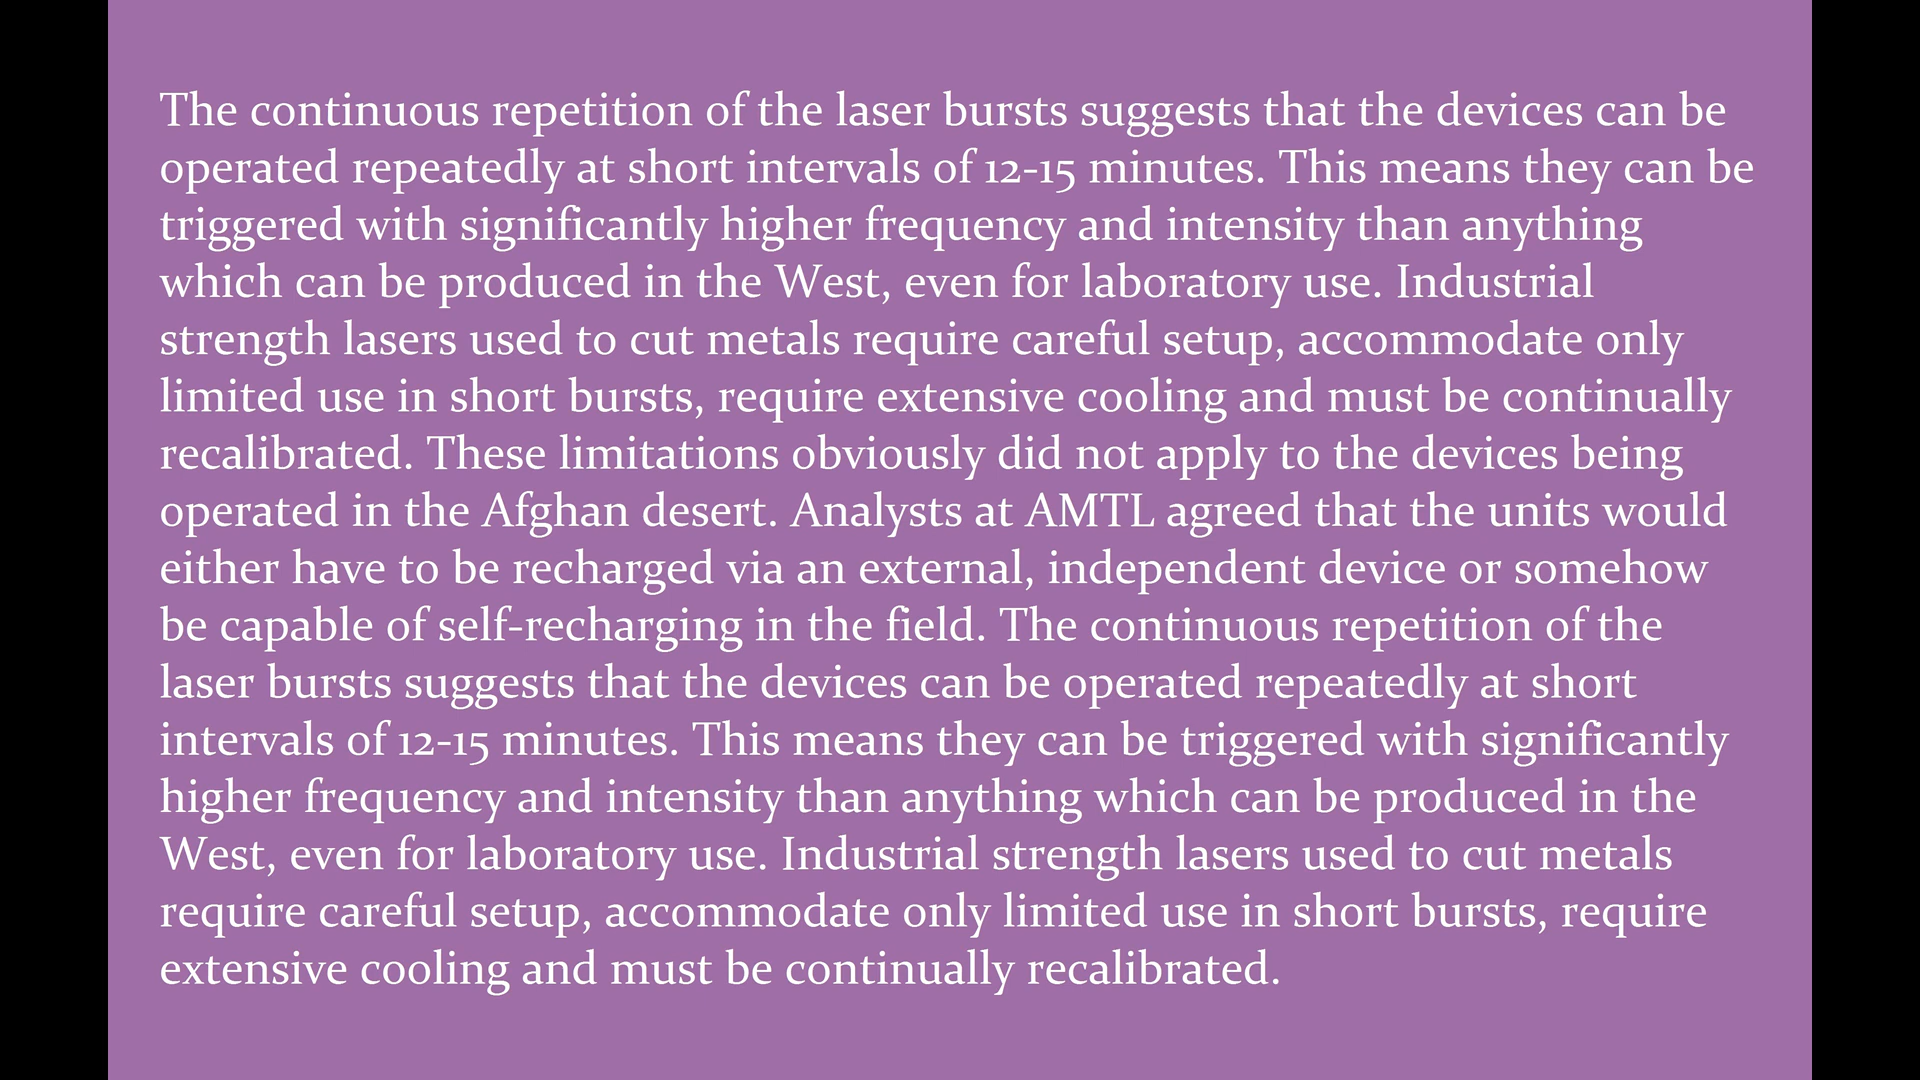 The continuous repetition of the laser bursts suggests that the devices can be
operated repeatedly at short intervals of 12-15 minutes. This means they can be
triggered with significantly higher frequency and intensity than anything
which can be produced in the West, even for laboratory use. Industrial
strength lasers used to cut metals require careful setup, accommodate only
limited use in short bursts, require extensive cooling and must be continually
recalibrated. These limitations obviously did not apply to the devices being
operated in the Afghan desert. Analysts at AMTL agreed that the units would
either have to be recharged via an external, independent device or somehow
be capable of self-recharging in the field. The continuous repetition of the
laser bursts suggests that the devices can be operated repeatedly at short
intervals of 12-15 minutes. This means they can be triggered with significantly
higher frequency and intensity than anything which can be produced in the
West, even for laboratory use. Industrial strength lasers used to cut metals
require careful setup, accommodate only limited use in short bursts, require
extensive cooling and must be continually recalibrated.